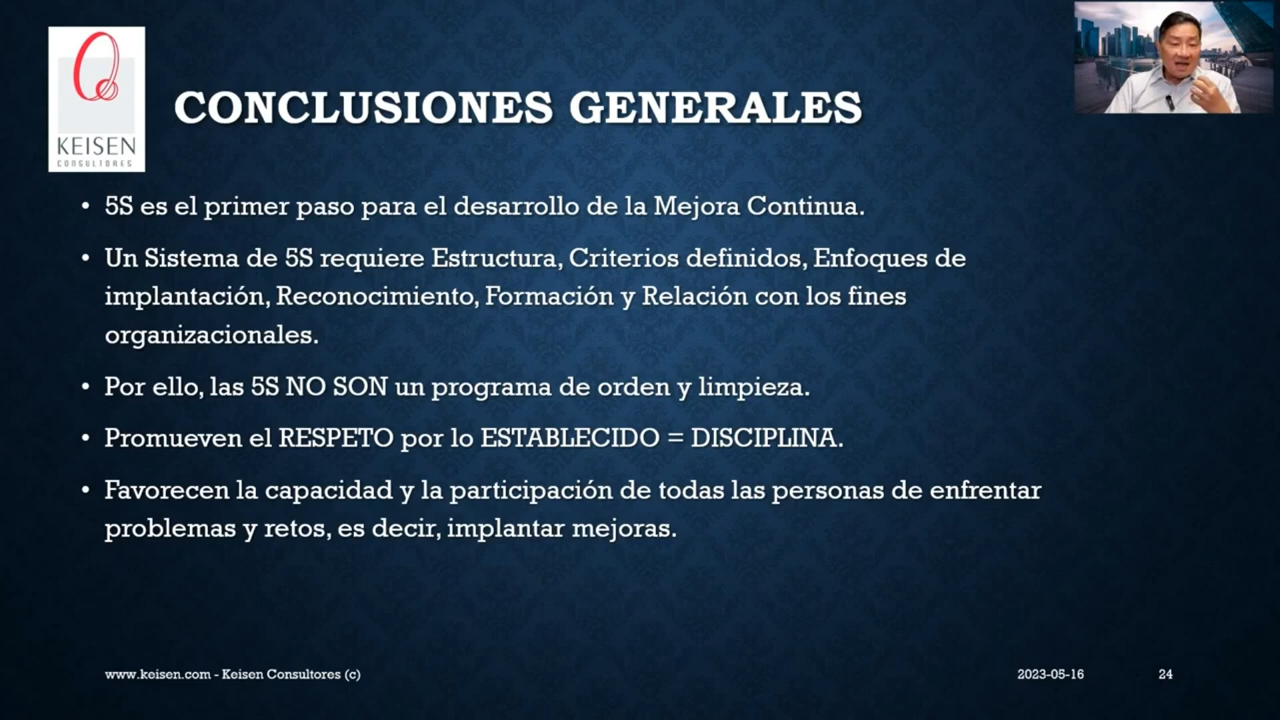 KEISEN
CONSULTORES
CONCLUSIONES GENERALES
• 5S es el primer paso para el desarrollo de la Mejora Continua.
• Un Sistema de 5S requiere Estructura, Criterios definidos, Enfoques de
implantación, Reconocimiento, Formación y Relación con los fines
organizacionales.
• Por ello, las 5S NO SON un programa de orden y limpieza.
• Promueven el RESPETO por lo ESTABLECIDO = DISCIPLINA.
• Favorecen la capacidad y la participación de todas las personas de enfrentar
problemas y retos, es decir, implantar mejoras.
www.keisen.com - Keisen Consultores (c)
2023-05-16
24